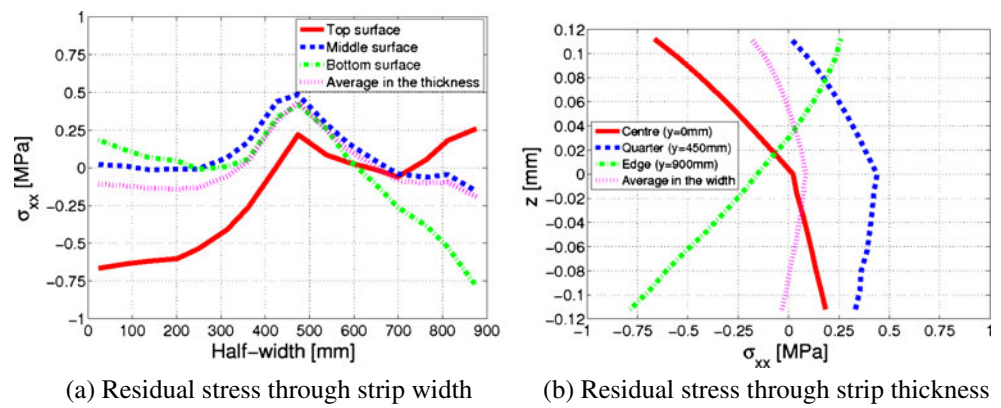 1
0.75
0.5
0.25
0
−0.25
−0.5
−0.75
−1
σxx [MPa]
0 100 200 300 400 500 600 700 800 900
Half−width [mm]
Top surface
Middle surface
Bottom surface
Average in the thickness
(a) Residual stress through strip width
0.12
0.1
0.08
0.06
0.04
0.02
0
−0.02
−0.04
−0.06
−0.08
−0.1
−0.12
z [mm]
−1 −0.75 −0.5 −0.25 0 0.25 0.5 0.75 1
σxx [MPa]
Centre (y=0mm)
Quarter (y=450mm)
Edge (y=900mm)
Average in the width
(b) Residual stress through strip thickness